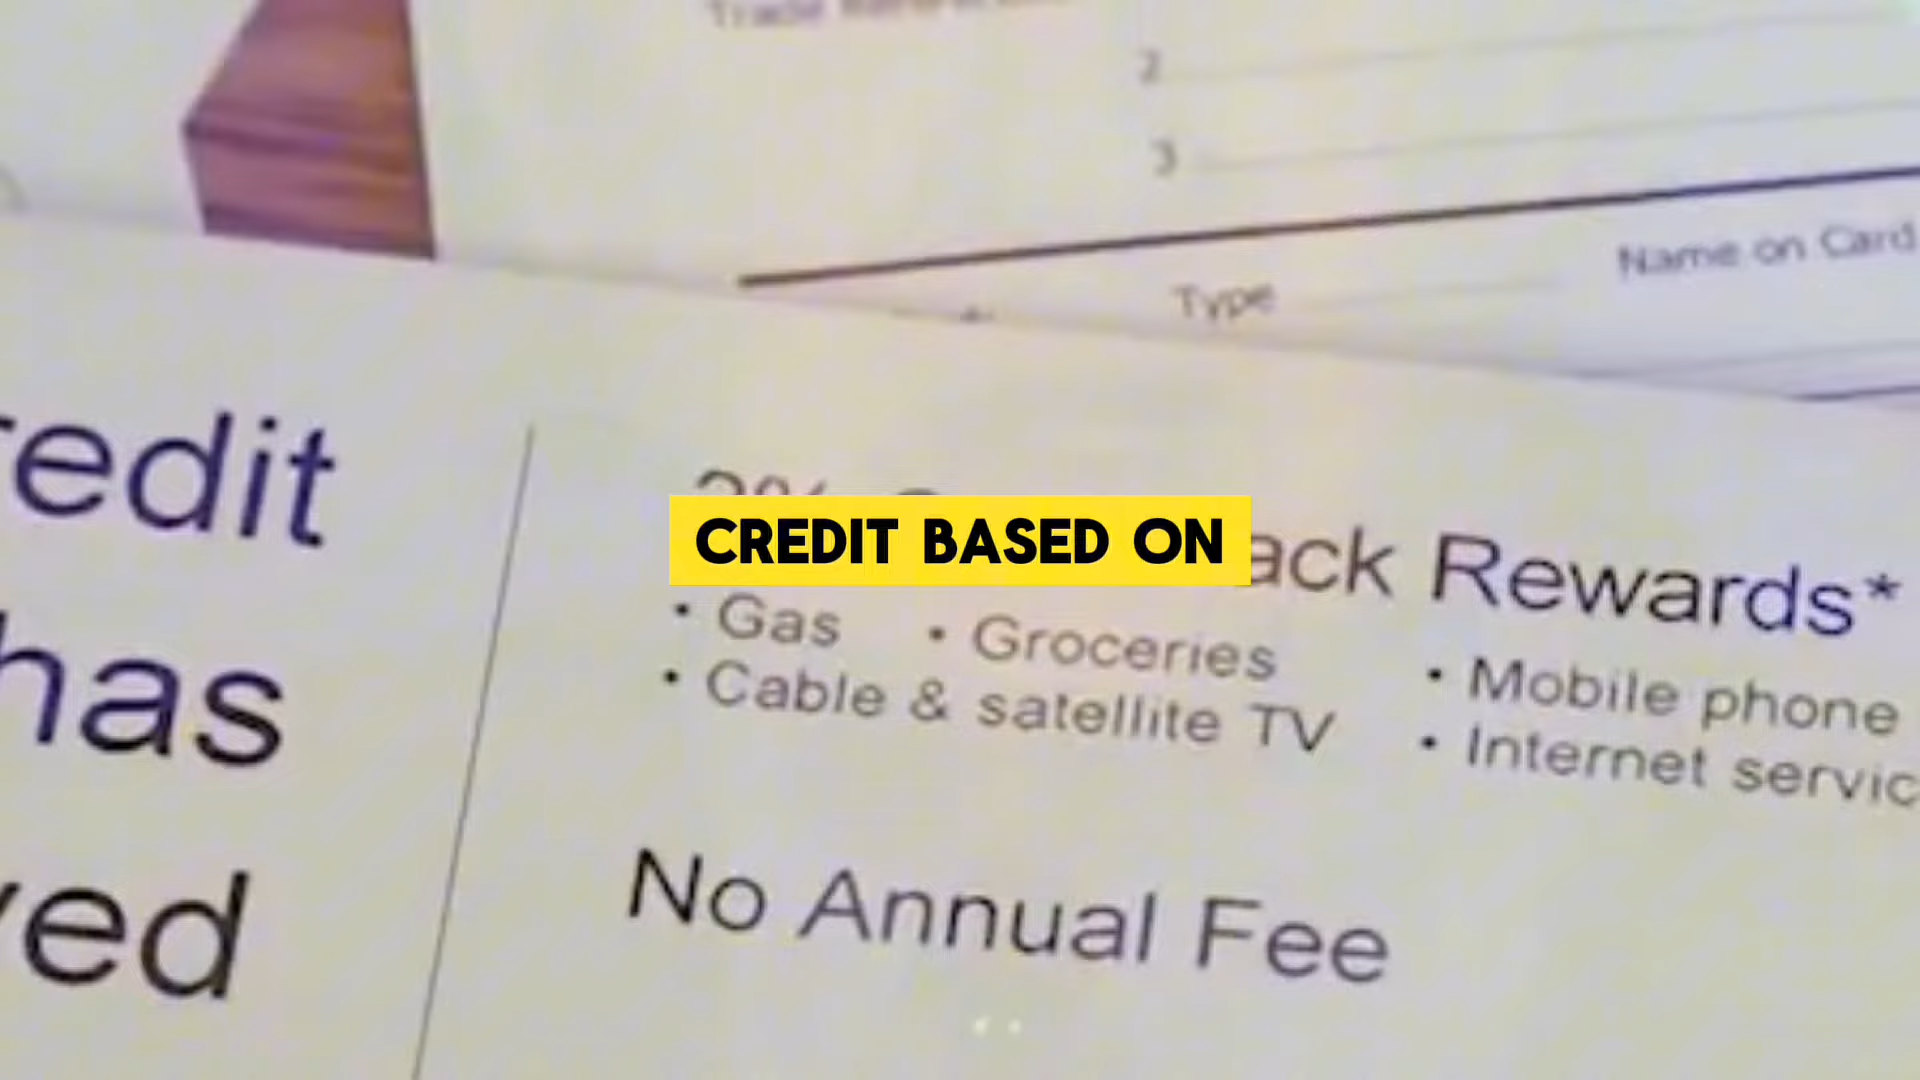 Trade
2
3
Name on Card
Type
redit
has
ved
CREDIT BASED ON
ack Rewards*
• Gas • Groceries • Mobile phone
• Cable & satellite TV • Internet servic
No Annual Fee